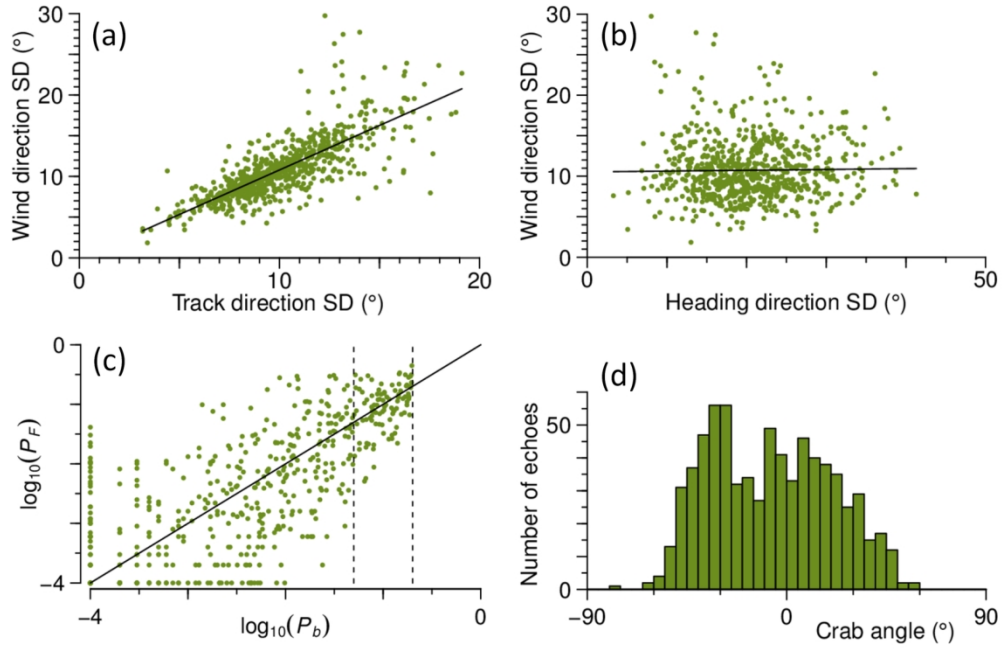 (a)
30
20
10
0
Wind direction SD (°)
0 10 20
Track direction SD (°)
(b)
30
20
10
0
Wind direction SD (°)
0 50
Heading direction SD (°)
(c)
0
−4
log₁₀(P_F)
−4 0
log₁₀(P_b)
(d)
50
0
Number of echoes
−90 0 90
Crab angle (°)